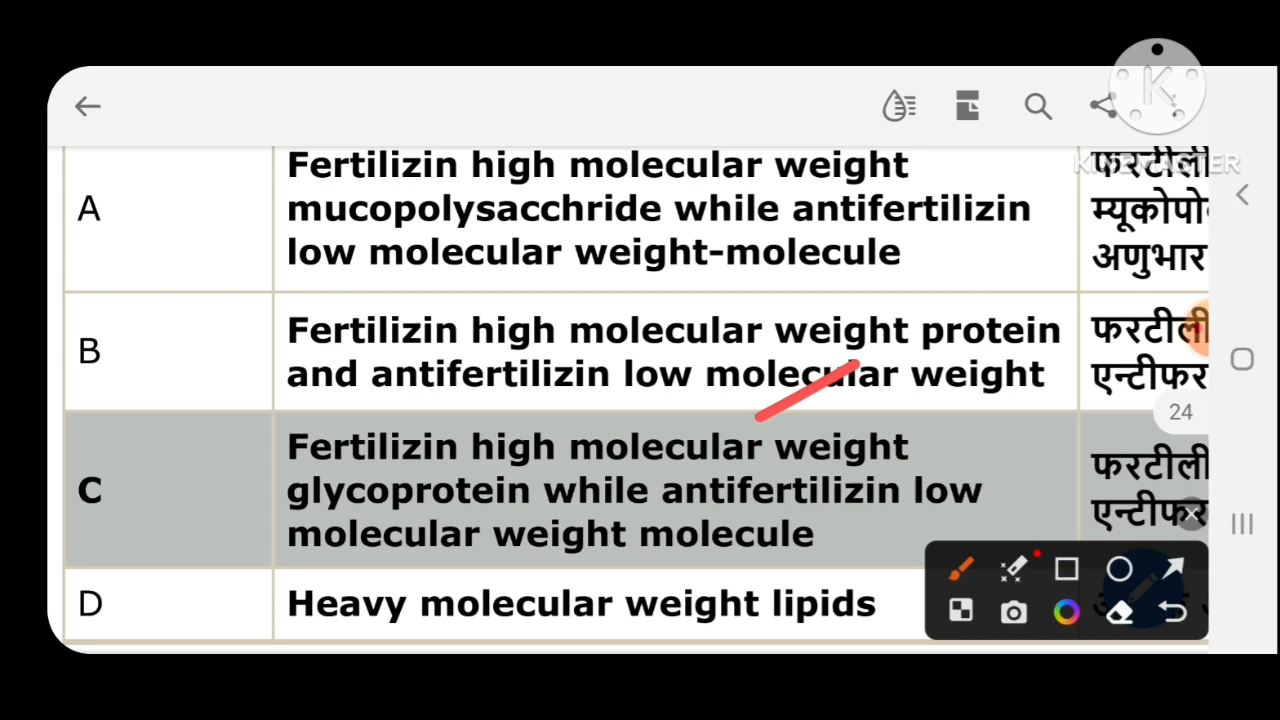 A
Fertilizin high molecular weight
mucopolysacchride while antifertilizin
low molecular weight-molecule
B
Fertilizin high molecular weight protein
and antifertilizin low molecular weight
C
Fertilizin high molecular weight
glycoprotein while antifertilizin low
molecular weight molecule
D
Heavy molecular weight lipids
फरटीली
म्यूकोपो
अणुभार
फरटीली
एन्टीफर
फरटीली
एन्टीफर
24
KINEMASTER